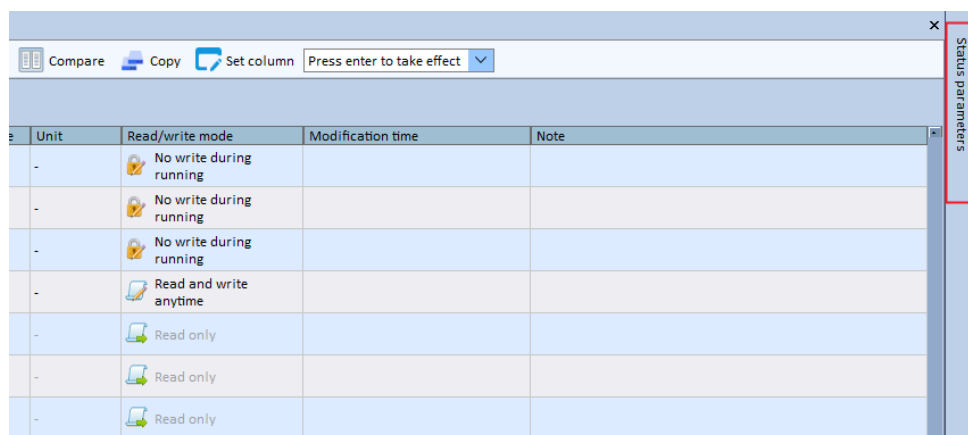 ×
Compare Copy Set column Press enter to take effect
Status parameters
e Unit Read/write mode Modification time Note
- No write during
running
- No write during
running
- No write during
running
- Read and write
anytime
- Read only
- Read only
- Read only